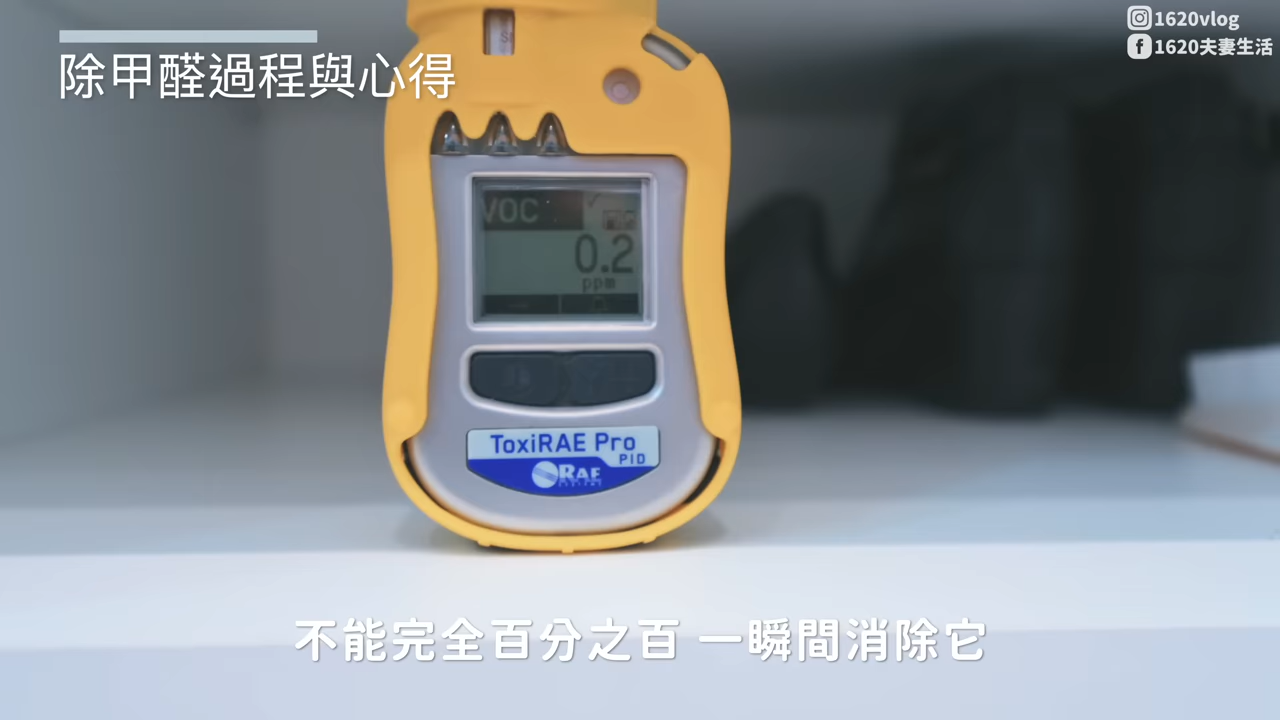 除甲醛過程與心得
1620vlog
1620夫妻生活
VOC
0.2
ppm
ToxiRAE Pro
PID
RAE
不能完全百分之百 一瞬間消除它